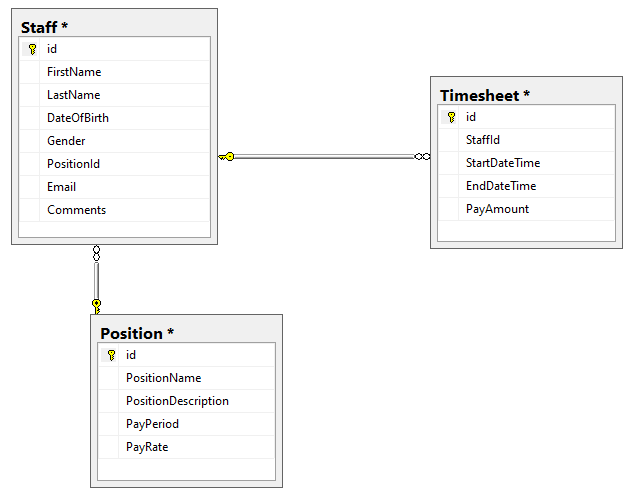 Staff *
id
FirstName
LastName
DateOfBirth
Gender
PositionId
Email
Comments
Timesheet *
id
StaffId
StartDateTime
EndDateTime
PayAmount
Position *
id
PositionName
PositionDescription
PayPeriod
PayRate